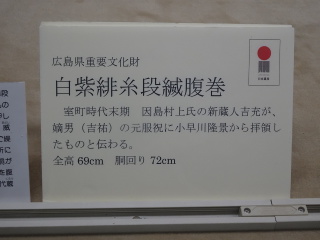 広島県重要文化財
白紫緋糸段縅腹巻
室町時代末期　因島村上氏の新蔵人吉充が、
嫡男（吉祐）の元服祝に小早川隆景から拝領し
たものと伝わる。
全高 69cm　胴回り 72cm